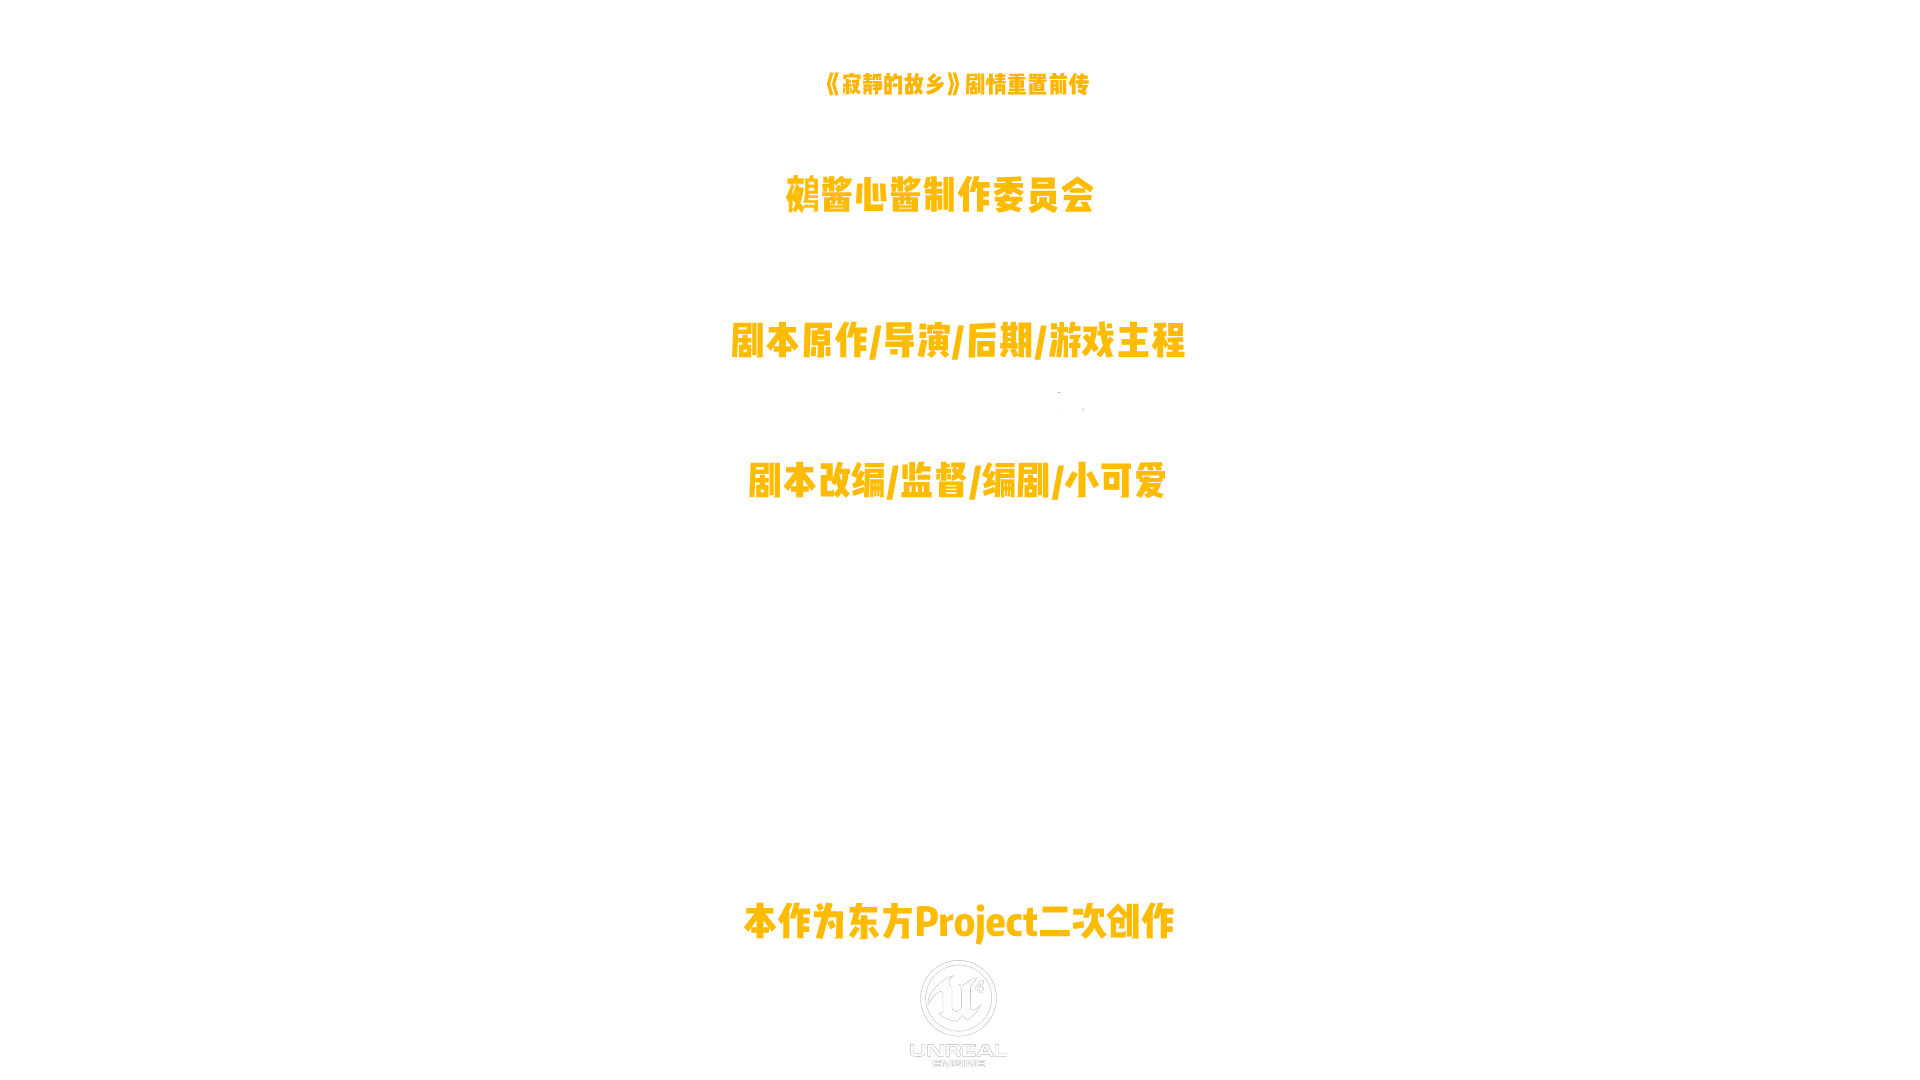 《寂靜的故乡》剧情重置前传
鵺酱心酱制作委员会
剧本原作/导演/后期/游戏主程
剧本改编/监督/编剧/小可爱
本作为东方Project二次创作
4
UNREAL
ENGINE